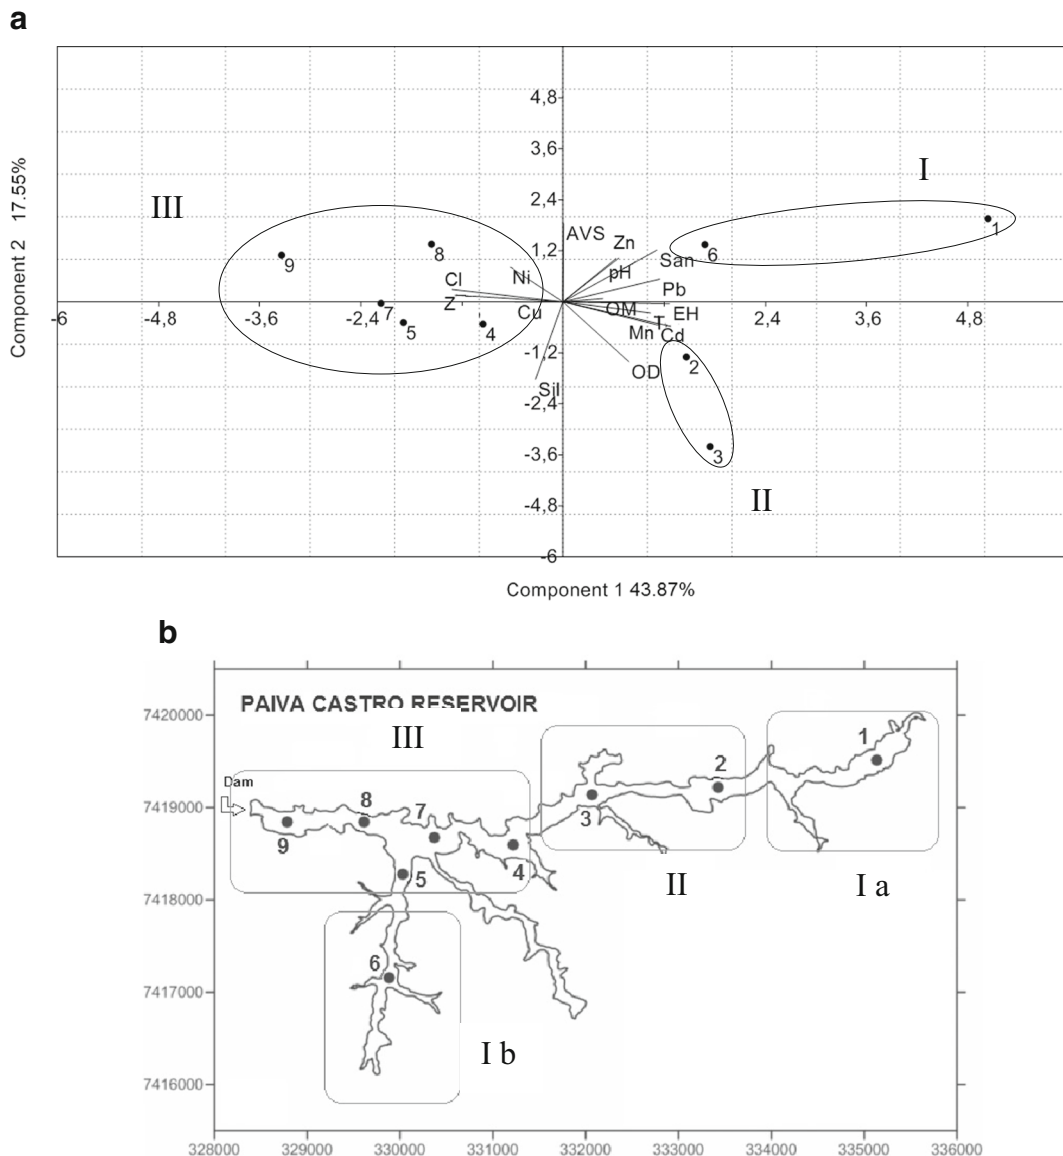 a
4,8
3,6
I
2,4
III
1,2
AVS
Zn
1
8
6
9
San
pH
Ni
Cl
Pb
Z
OM
-6
-4,8
-3,6
-2,4
7
Cu
EH
2,4
3,6
4,8
5
4
T
Mn
Cd
-1,2
2
OD
Sil
-2,4
3
-3,6
II
-4,8
-6
Component 2 17.55%
Component 1 43.87%
b
PAIVA CASTRO RESERVOIR
7420000
III
1
2
Dam
7419000
8
7
3
9
4
5
II
I a
7418000
6
7417000
I b
7416000
328000
329000
330000
331000
332000
333000
334000
335000
336000